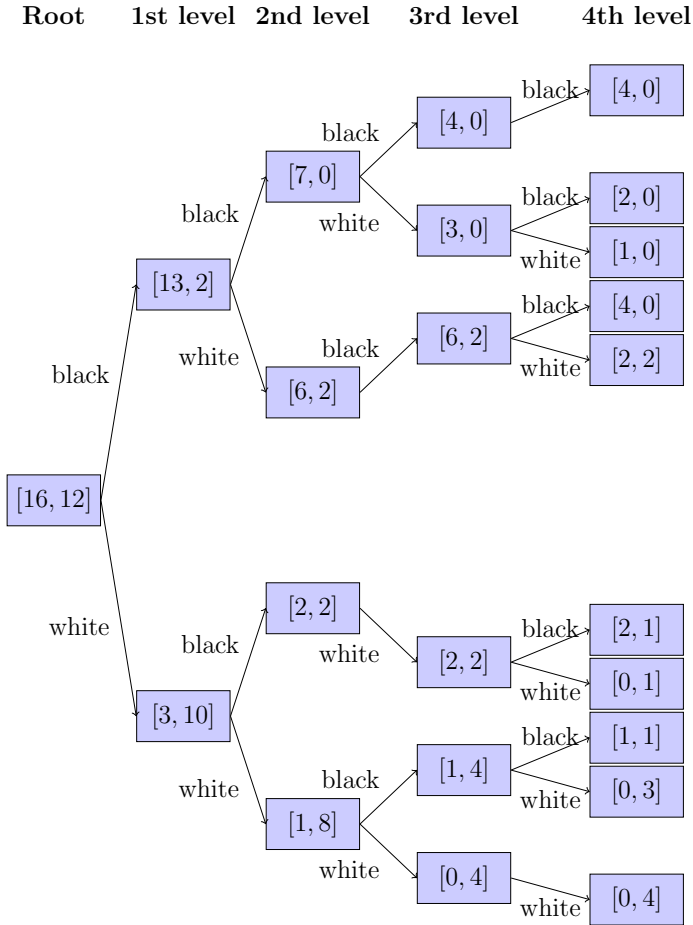 Root 1st level 2nd level 3rd level 4th level
black [4, 0]
[4, 0]
black
[7, 0]
black [2, 0]
white [3, 0]
black
white [1, 0]
[13, 2]
black [4, 0]
black [6, 2]
white
white [2, 2]
black
[6, 2]
[16, 12]
[2, 2]
white
black [2, 1]
black
white [2, 2]
white [0, 1]
[3, 10]
black [1, 1]
black [1, 4]
white
white [0, 3]
[1, 8]
white [0, 4]
white [0, 4]